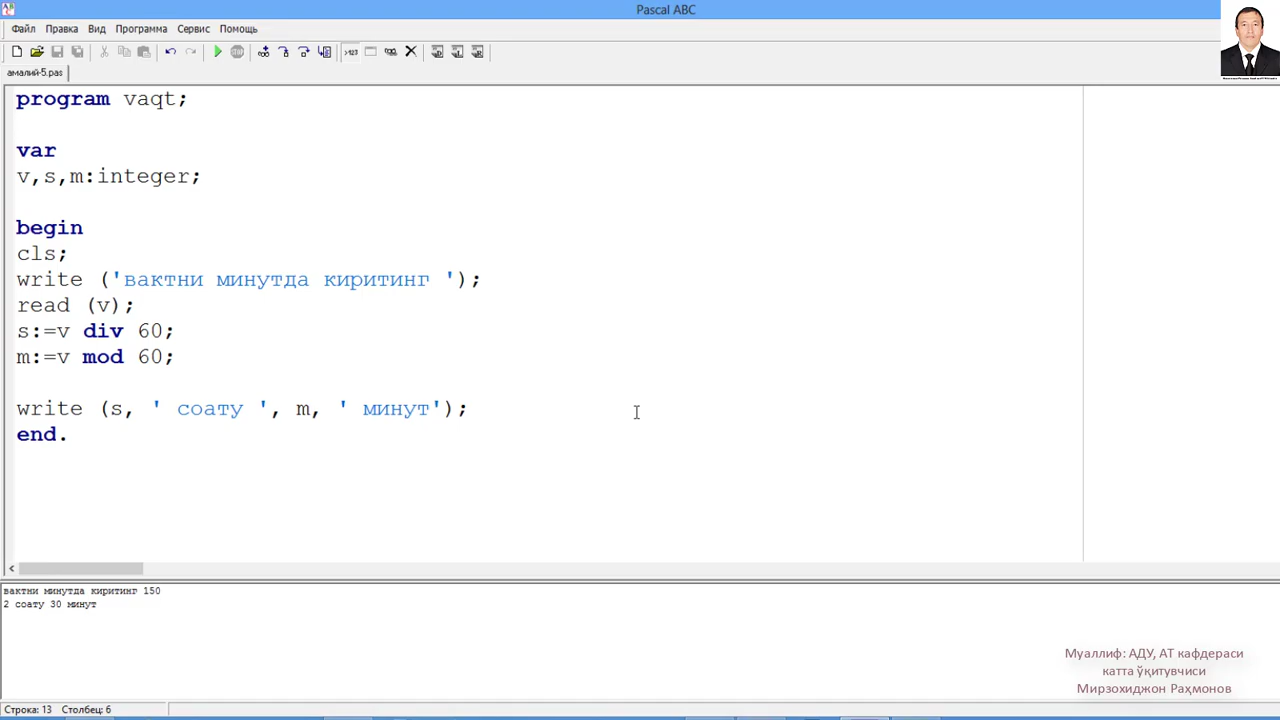 Pascal ABC
Файл Правка Вид Программа Сервис Помощь
амалий-5.pas
program vaqt;
var
v,s,m:integer;
begin
cls;
write ('вактни минутда киритинг ');
read (v);
s:=v div 60;
m:=v mod 60;
write (s, ' соату ', m, ' минут');
end.
вактни минутда киритинг 150
2 соату 30 минут
Муаллиф: АДУ, АТ кафдераси
катта ўқитувчиси
Мирзохиджон Раҳмонов
Строка: 13 Столбец: 6